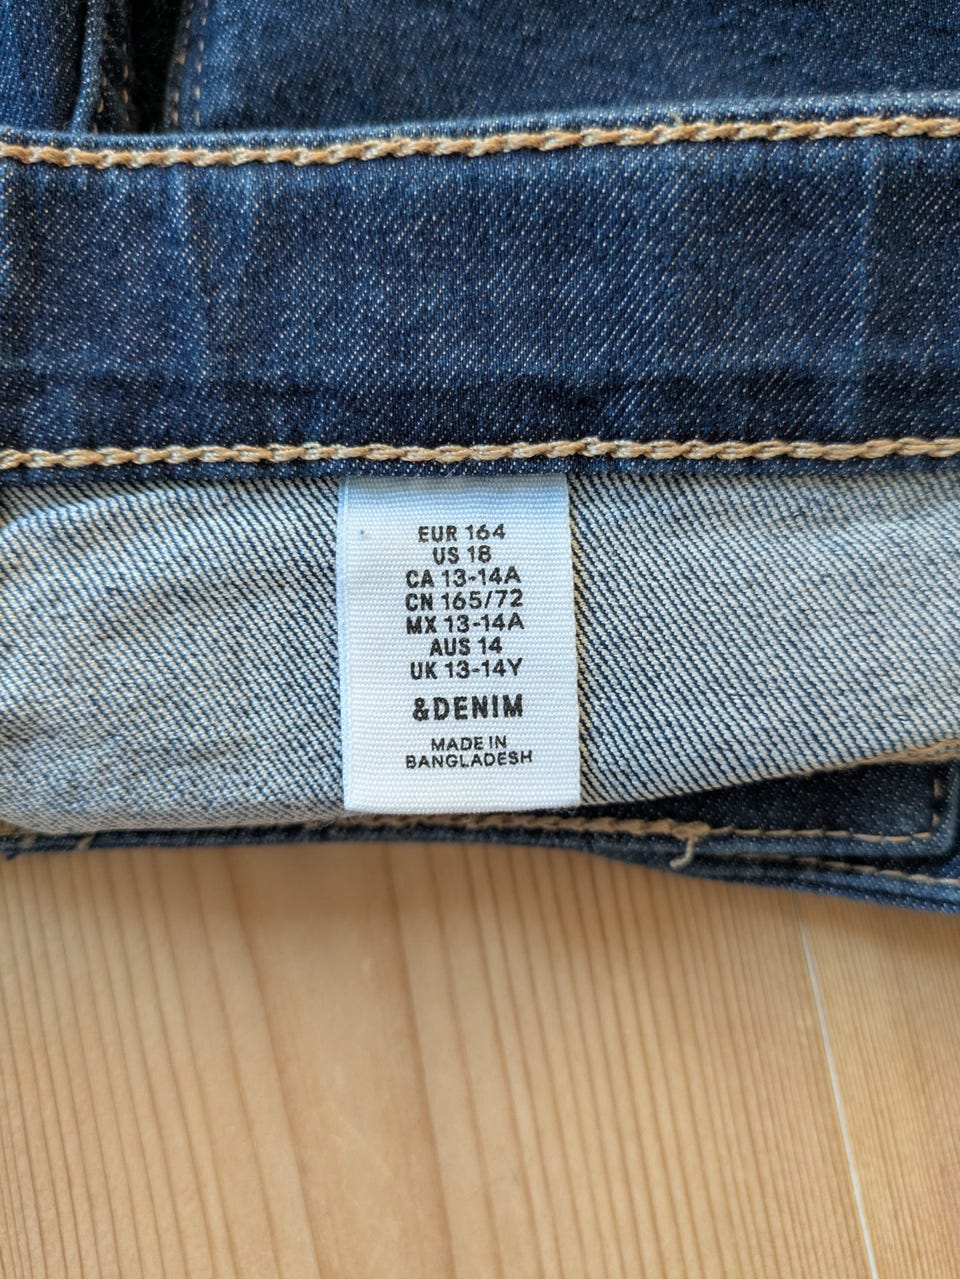 EUR 164
US 18
CA 13-14A
CN 165/72
MX 13-14A
AUS 14
UK 13-14Y
&DENIM
MADE IN
BANGLADESH